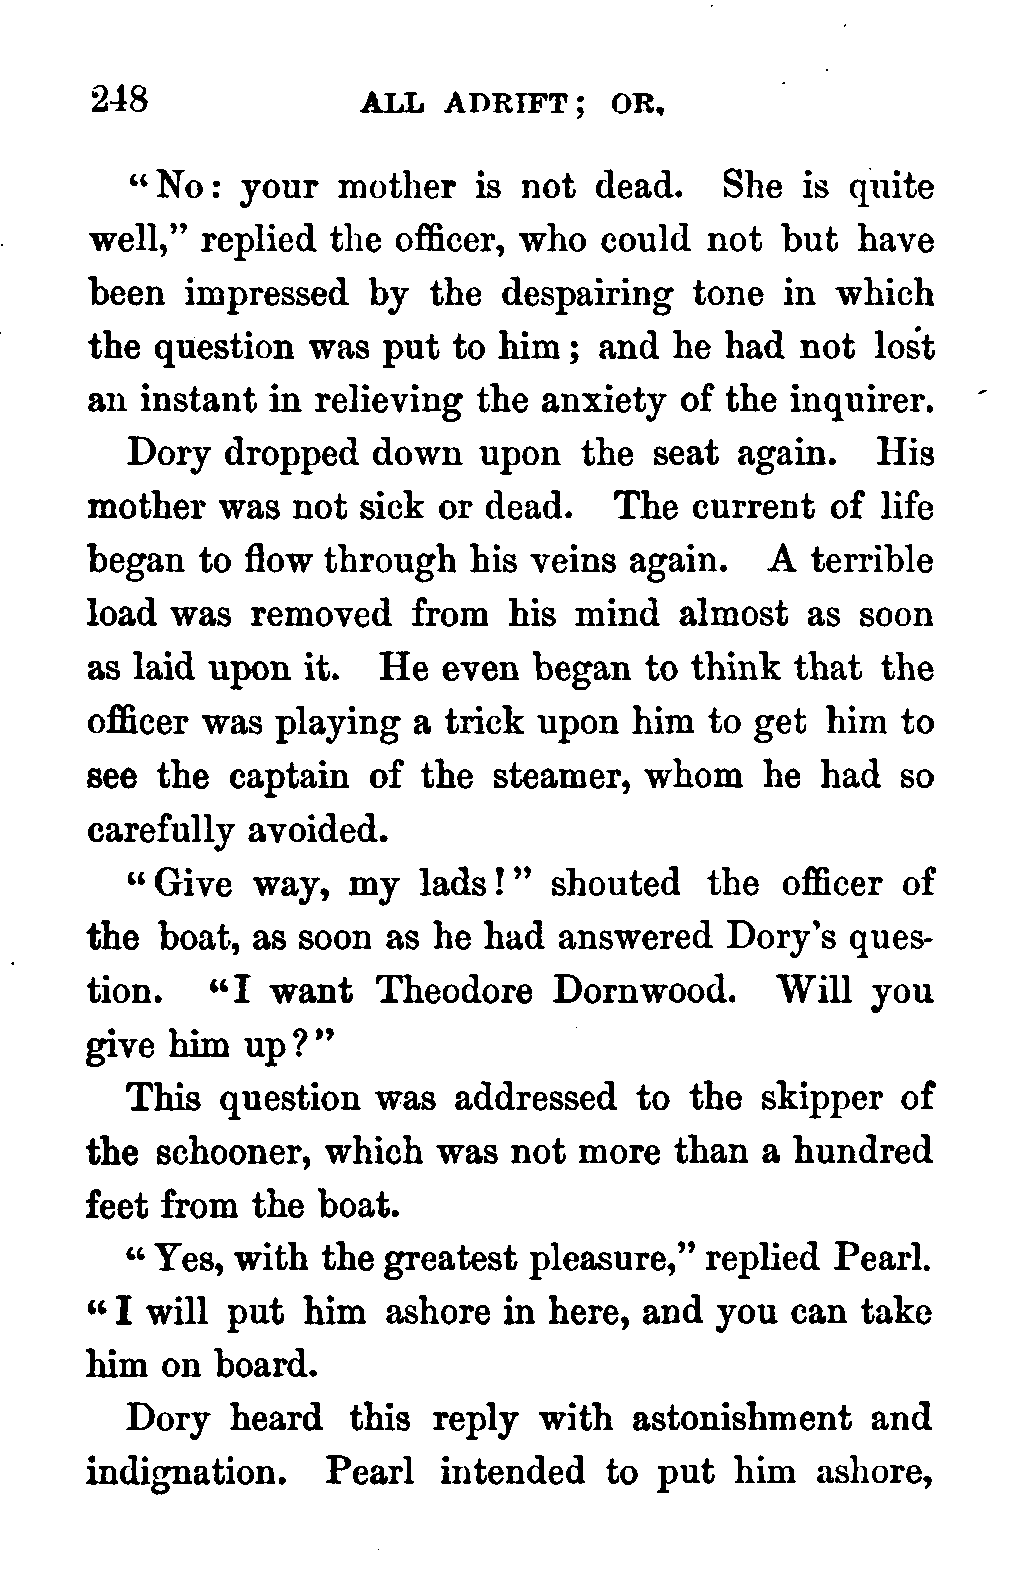 248 ALL ADRIFT; OR,
“No: your mother is not dead. She is quite
well,” replied the officer, who could not but have
been impressed by the despairing tone in which
the question was put to him; and he had not lost
an instant in relieving the anxiety of the inquirer.
Dory dropped down upon the seat again. His
mother was not sick or dead. The current of life
began to flow through his veins again. A terrible
load was removed from his mind almost as soon
as laid upon it. He even began to think that the
officer was playing a trick upon him to get him to
see the captain of the steamer, whom he had so
carefully avoided.
“Give way, my lads!” shouted the officer of
the boat, as soon as he had answered Dory's ques-
tion. “I want Theodore Dornwood. Will you
give him up?”
This question was addressed to the skipper of
the schooner, which was not more than a hundred
feet from the boat.
“Yes, with the greatest pleasure,” replied Pearl.
“I will put him ashore in here, and you can take
him on board.
Dory heard this reply with astonishment and
indignation. Pearl intended to put him ashore,